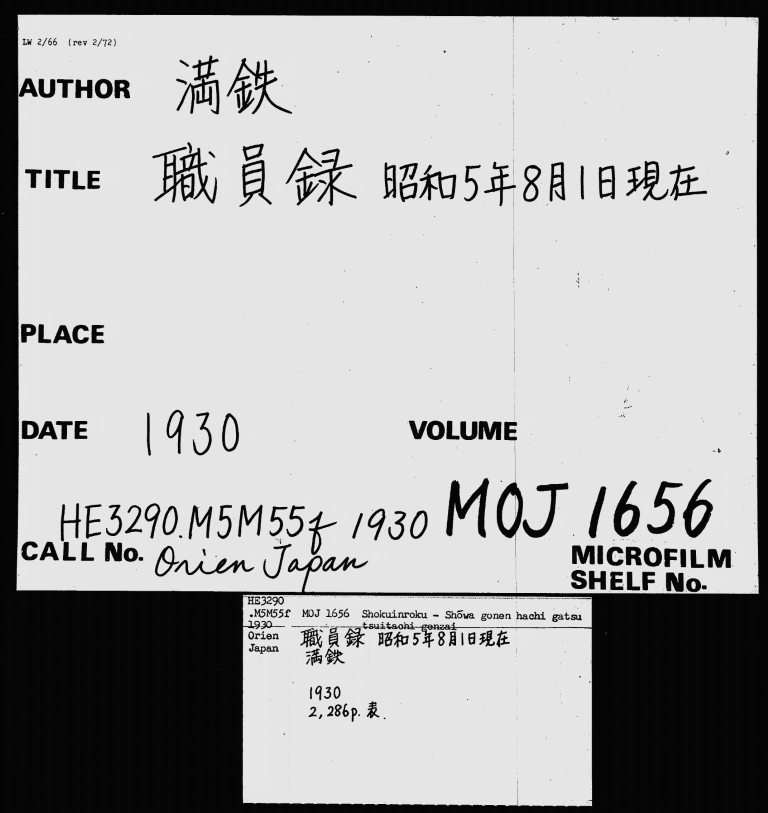 LW 2/66 (rev 2/72)
AUTHOR 満鉄
TITLE 職員録 昭和5年8月1日現在
PLACE
DATE 1930 VOLUME
HE3290.M5M55f 1930 MOJ 1656
CALL No. Orien Japan MICROFILM
SHELF No.
HE3290
.M5M55f MOJ 1656 Shokuinroku - Shōwa gonen hachi gatsu
1930 tsuitachi genzai
Orien 職員録 昭和5年8月1日現在
Japan 満鉄
1930
2,286p. 表.